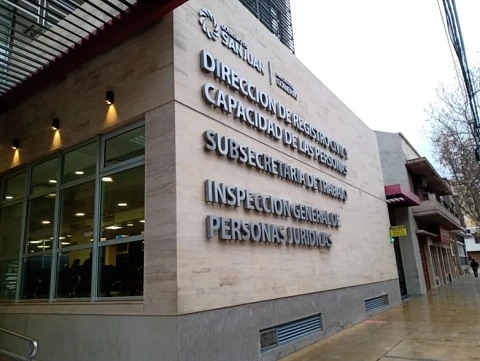 SAN JUAN
DIRECCION DE REGISTRO CIVIL Y
CAPACIDAD DE LAS PERSONAS
SUBSECRETARIA DE TRABAJO
INSPECCION GENERAL DE
PERSONAS JURIDICAS